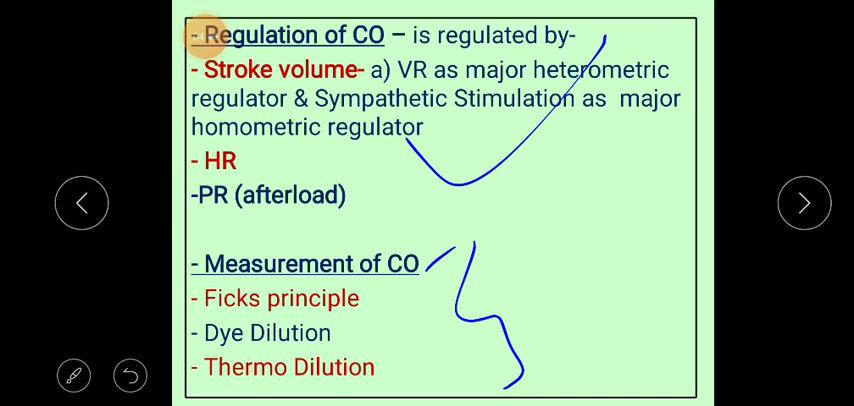 - Regulation of CO – is regulated by-
- Stroke volume- a) VR as major heterometric
regulator & Sympathetic Stimulation as major
homometric regulator
- HR
-PR (afterload)
- Measurement of CO
- Ficks principle
- Dye Dilution
- Thermo Dilution